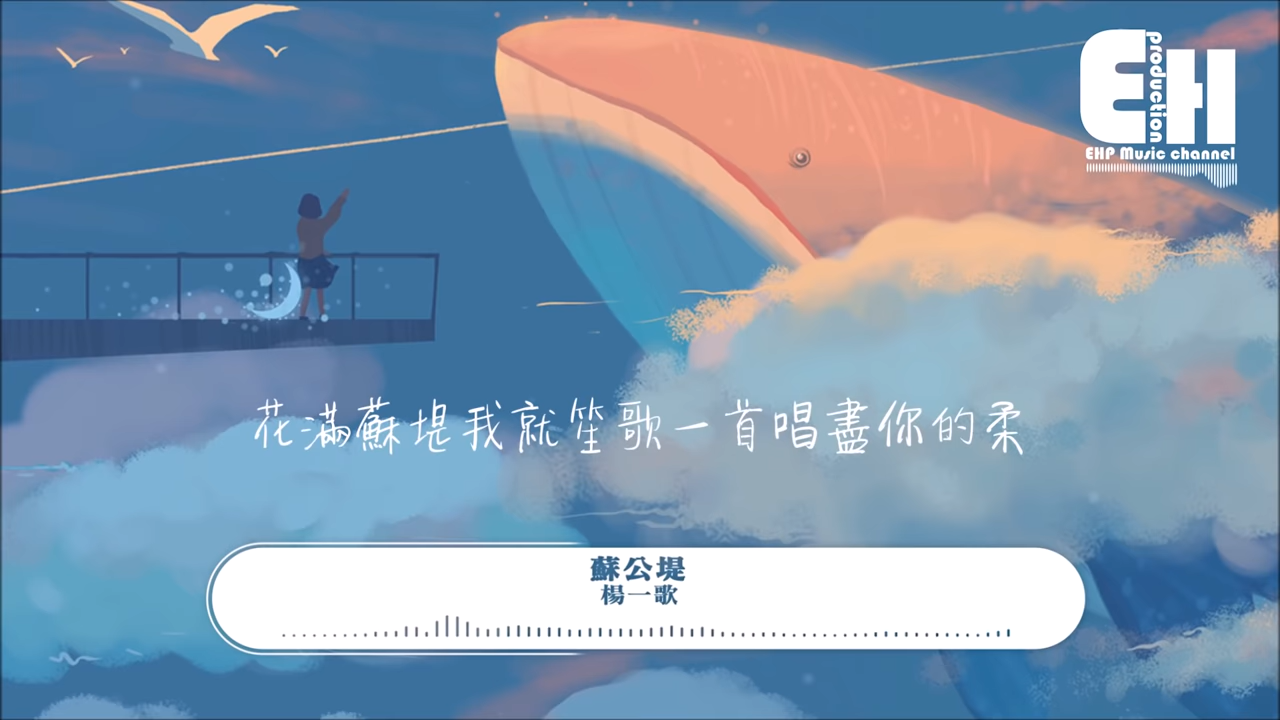 EH
production
EHP Music channel
花滿蘇堤我就笙歌一首唱盡你的柔
蘇公堤
楊一歌